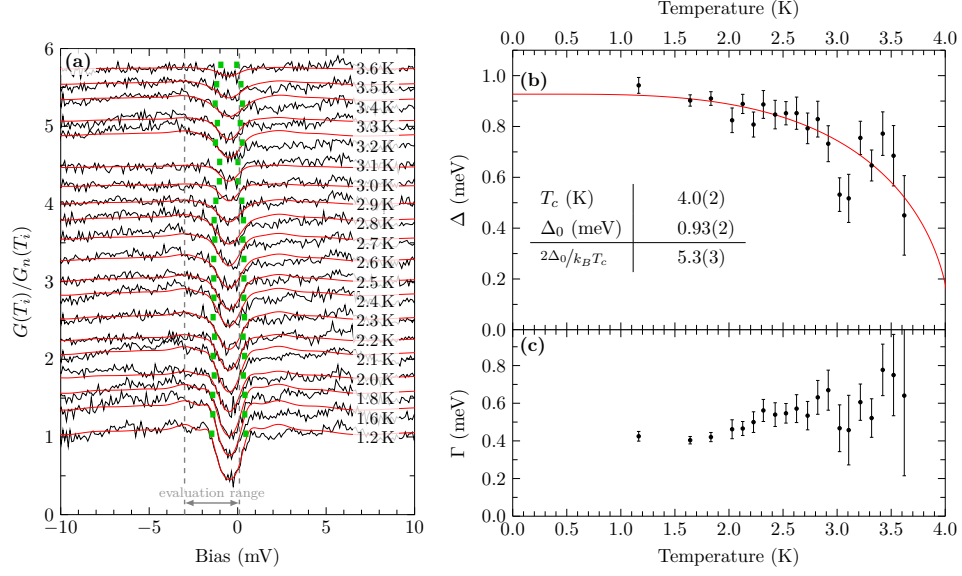 (a)
6
5
4
3
2
1
0
G(T_i)/G_n(T_i)
3.6 K
3.5 K
3.4 K
3.3 K
3.2 K
3.1 K
3.0 K
2.9 K
2.8 K
2.7 K
2.6 K
2.5 K
2.4 K
2.3 K
2.2 K
2.1 K
2.0 K
1.8 K
1.6 K
1.2 K
evaluation range
−10 −5 0 5 10
Bias (mV)
Temperature (K)
0.0 0.5 1.0 1.5 2.0 2.5 3.0 3.5 4.0
(b)
1.0
0.8
0.6
0.4
0.2
0.0
Δ (meV)
T_c (K) 4.0(2)
Δ_0 (meV) 0.93(2)
2Δ_0/k_BT_c 5.3(3)
(c)
0.8
0.6
0.4
0.2
0.0
Γ (meV)
0.0 0.5 1.0 1.5 2.0 2.5 3.0 3.5 4.0
Temperature (K)